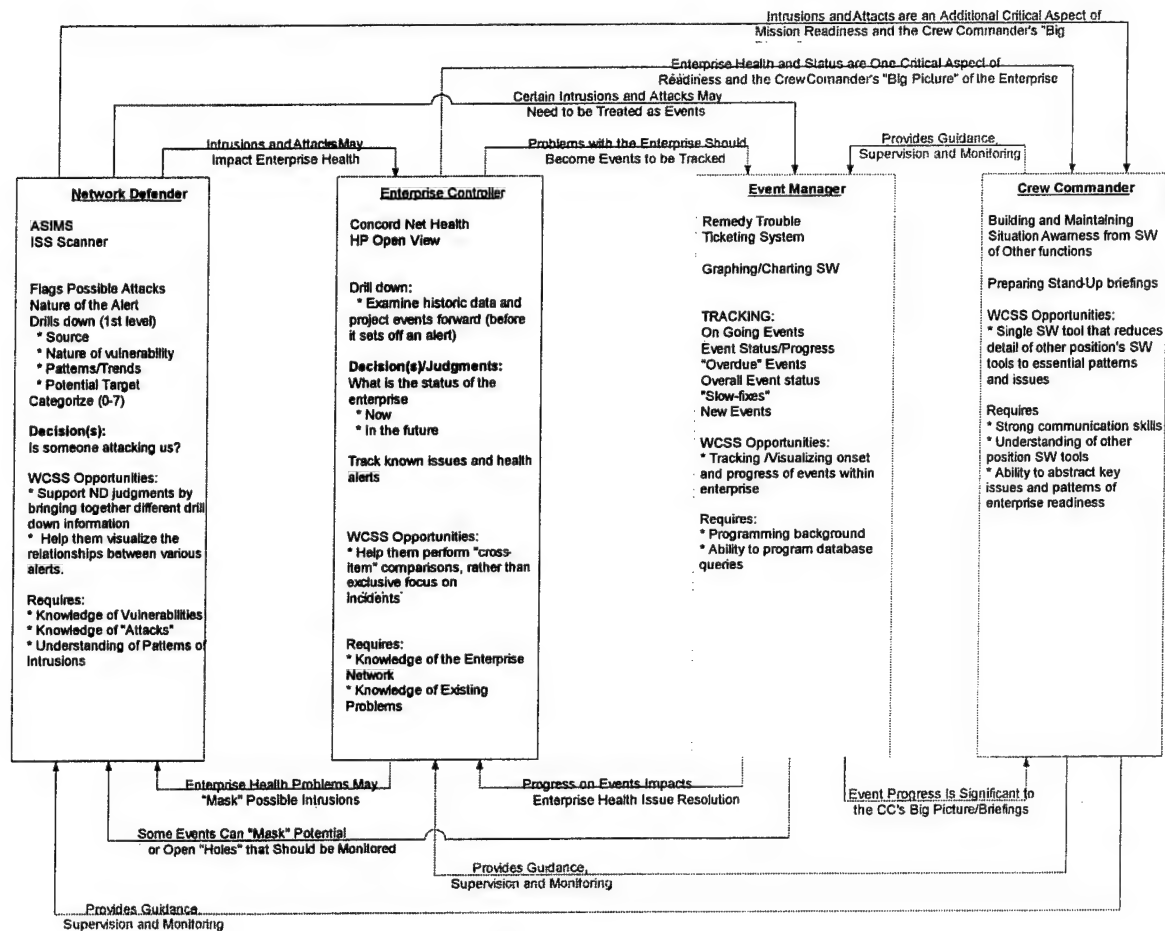 Intrusions and Attacts are an Additional Critical Aspect of
Mission Readiness and the Crew Commander's "Big
Enterprise Health and Status are One Critical Aspect of
Readiness and the Crew Comander's "Big Picture" of the Enterprise
Certain Intrusions and Attacks May
Need to be Treated as Events
Intrusions and Attacks May
Impact Enterprise Health
Problems with the Enterprise Should
Become Events to be Tracked
Provides Guidance,
Supervision and Monitoring
Network Defender
ASIMS
ISS Scanner
Flags Possible Attacks
Nature of the Alert
Drills down (1st level)
* Source
* Nature of vulnerability
* Patterns/Trends
* Potential Target
Categorize (0-7)
Decision(s):
Is someone attacking us?
WCSS Opportunities:
* Support ND judgments by
bringing together different drill
down information
* Help them visualize the
relationships between various
alerts.
Requires:
* Knowledge of Vulnerabilities
* Knowledge of "Attacks"
* Understanding of Patterns of
Intrusions
Enterprise Controller
Concord Net Health
HP Open View
Drill down:
* Examine historic data and
project events forward (before
it sets off an alert)
Decision(s)/Judgments:
What is the status of the
enterprise
* Now
* In the future
Track known issues and health
alerts
WCSS Opportunities:
* Help them perform "cross-
item" comparisons, rather than
exclusive focus on
incidents
Requires:
* Knowledge of the Enterprise
Network
* Knowledge of Existing
Problems
Event Manager
Remedy Trouble
Ticketing System
Graphing/Charting SW
TRACKING:
On Going Events
Event Status/Progress
"Overdue" Events
Overall Event status
"Slow-fixes"
New Events
WCSS Opportunities:
* Tracking /Visualizing onset
and progress of events within
enterprise
Requires:
* Programming background
* Ability to program database
queries
Crew Commander
Building and Maintaining
Situation Awarness from SW
of Other functions
Preparing Stand-Up briefings
WCSS Opportunities:
* Single SW tool that reduces
detail of other position's SW
tools to essential patterns
and issues
Requires
* Strong communication skills
* Understanding of other
position SW tools
* Ability to abstract key
issues and patterns of
enterprise readiness
Enterprise Health Problems May
"Mask" Possible Intrusions
Progress on Events Impacts
Enterprise Health Issue Resolution
Event Progress Is Significant to
the CC's Big Picture/Briefings
Some Events Can "Mask" Potential
or Open "Holes" that Should be Monitored
Provides Guidance,
Supervision and Monitoring
Provides Guidance,
Supervision and Monitoring